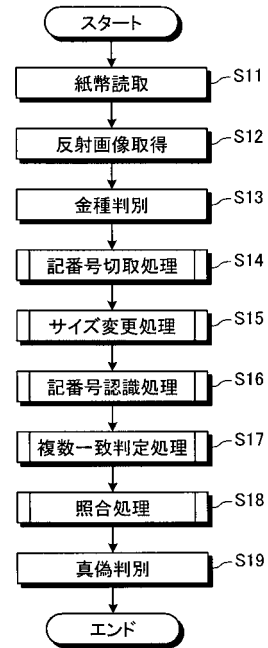 スタート
紙幣読取 S11
反射画像取得 S12
金種判別 S13
記番号切取処理 S14
サイズ変更処理 S15
記番号認識処理 S16
複数一致判定処理 S17
照合処理 S18
真偽判別 S19
エンド